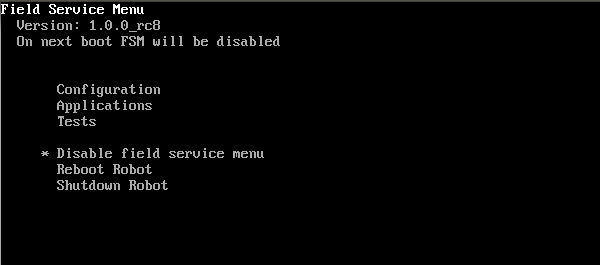 Field Service Menu
Version: 1.0.0_rc8
On next boot FSM will be disabled
Configuration
Applications
Tests
* Disable field service menu
Reboot Robot
Shutdown Robot